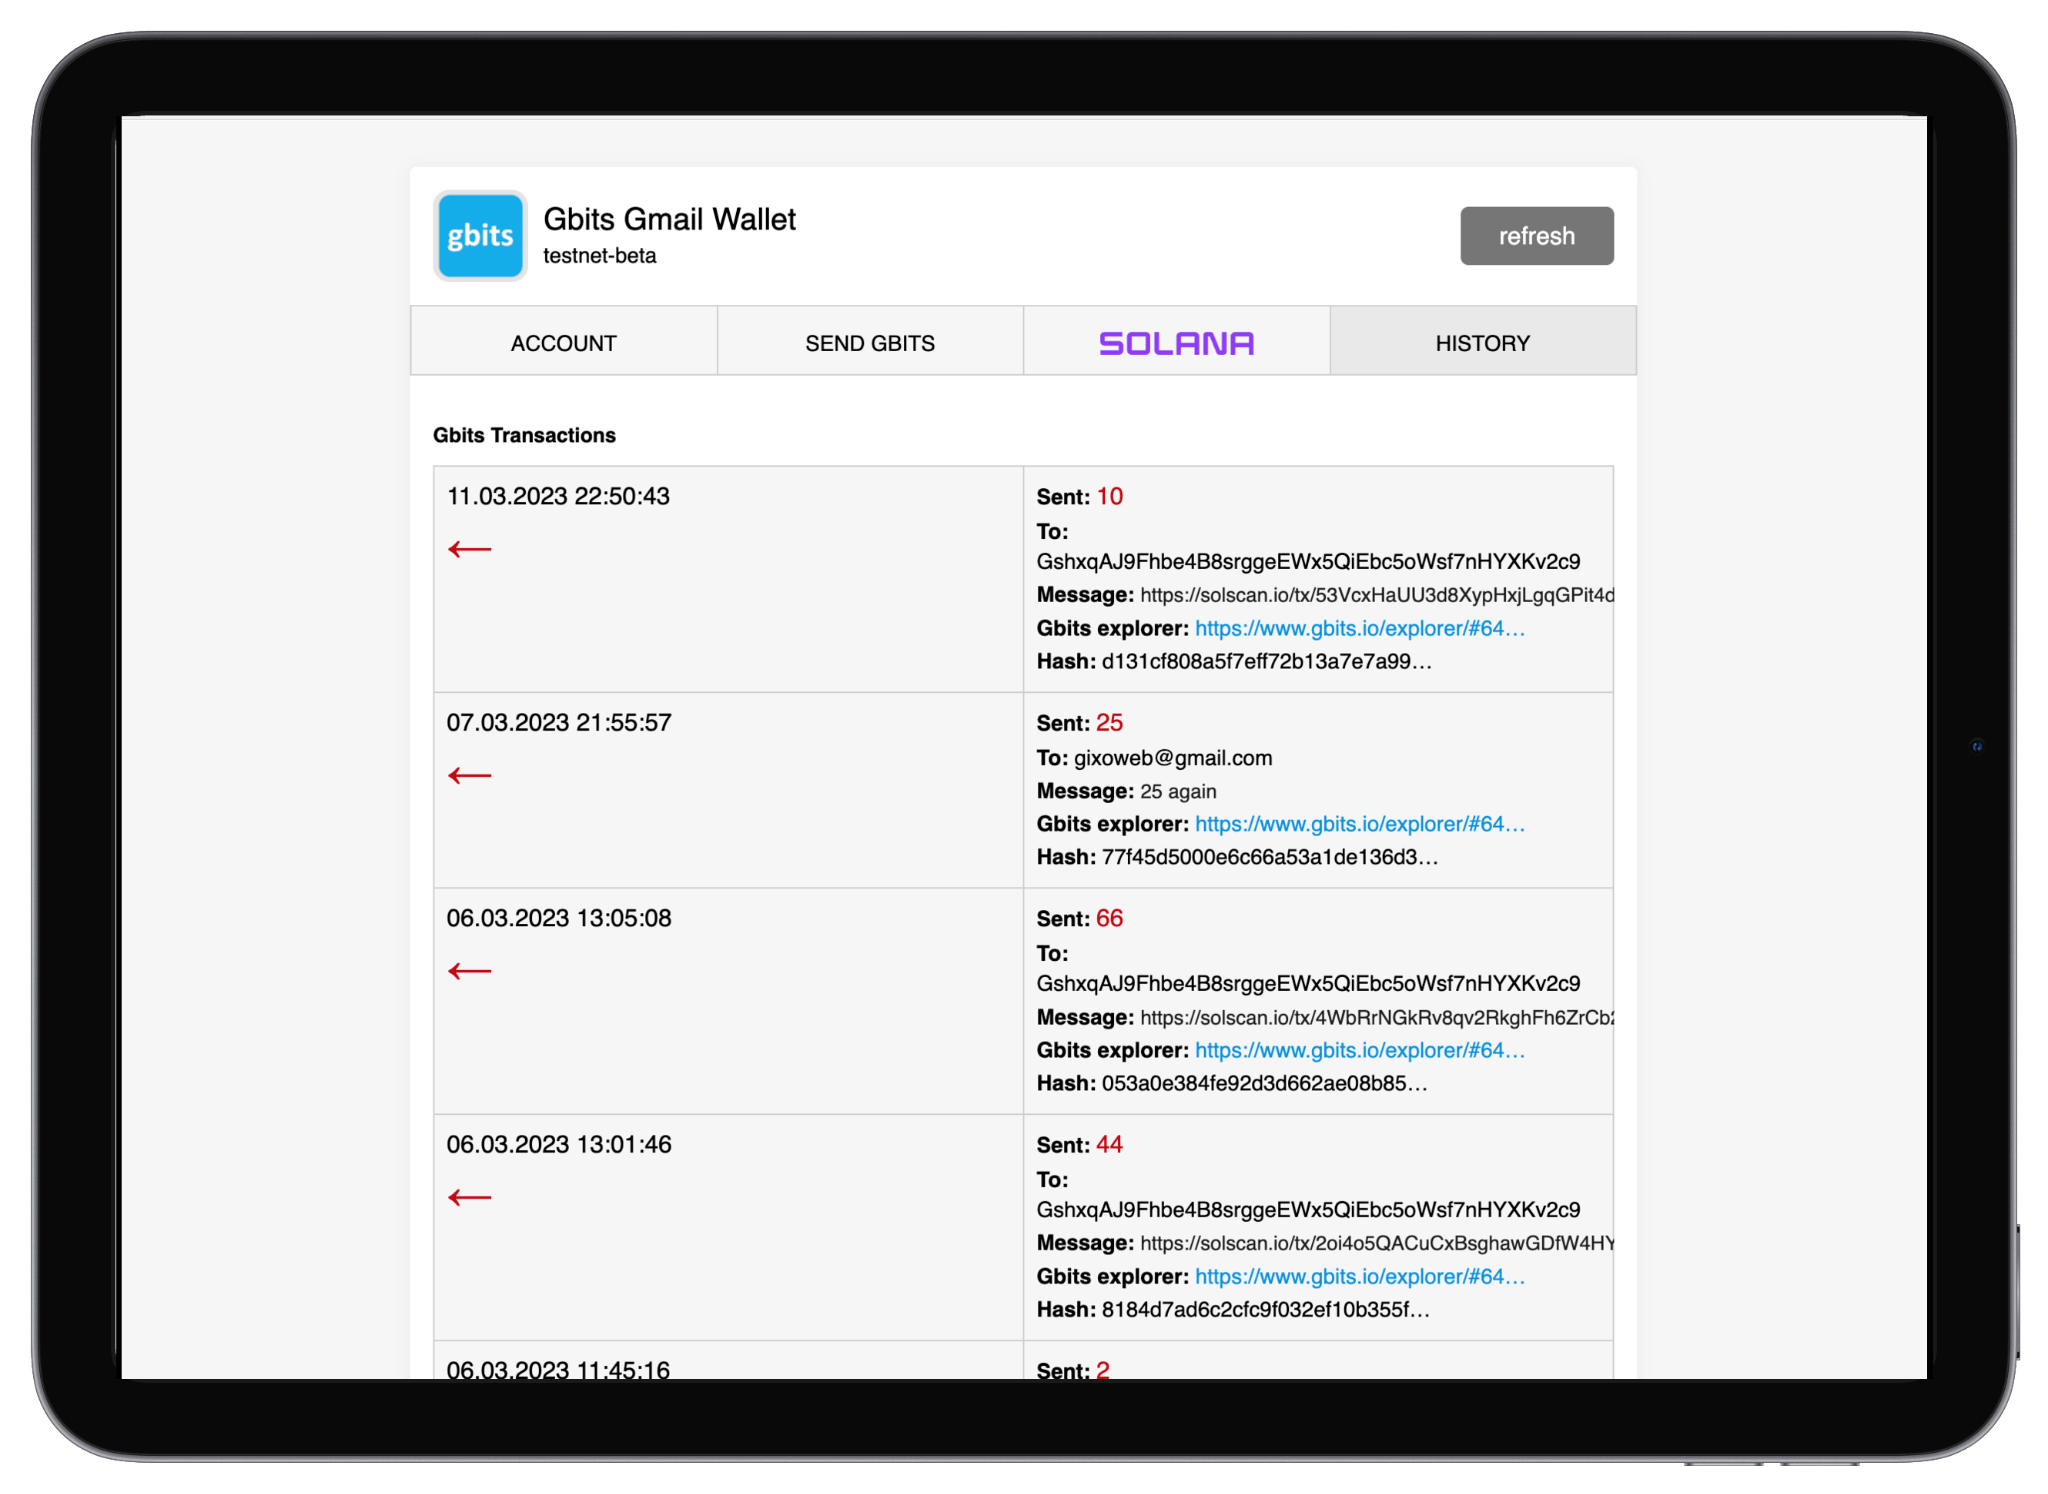 gbits
Gbits Gmail Wallet
testnet-beta
refresh
ACCOUNT
SEND GBITS
SOLANA
HISTORY
Gbits Transactions
11.03.2023 22:50:43
Sent: 10
To:
GshxqAJ9Fhbe4B8srggeEWx5QiEbc5oWsf7nHYXKv2c9
Message: https://solscan.io/tx/53VcxHaUU3d8XypHxjLgqGPit4d
Gbits explorer: https://www.gbits.io/explorer/#64...
Hash: d131cf808a5f7eff72b13a7e7a99...
07.03.2023 21:55:57
Sent: 25
To: gixoweb@gmail.com
Message: 25 again
Gbits explorer: https://www.gbits.io/explorer/#64...
Hash: 77f45d5000e6c66a53a1de136d3...
06.03.2023 13:05:08
Sent: 66
To:
GshxqAJ9Fhbe4B8srggeEWx5QiEbc5oWsf7nHYXKv2c9
Message: https://solscan.io/tx/4WbRrNGkRv8qv2RkghFh6ZrCb2
Gbits explorer: https://www.gbits.io/explorer/#64...
Hash: 053a0e384fe92d3d662ae08b85...
06.03.2023 13:01:46
Sent: 44
To:
GshxqAJ9Fhbe4B8srggeEWx5QiEbc5oWsf7nHYXKv2c9
Message: https://solscan.io/tx/2oi4o5QACuCxBsghawGDfW4HY
Gbits explorer: https://www.gbits.io/explorer/#64...
Hash: 8184d7ad6c2cfc9f032ef10b355f...
06.03.2023 11:45:16
Sent: 2